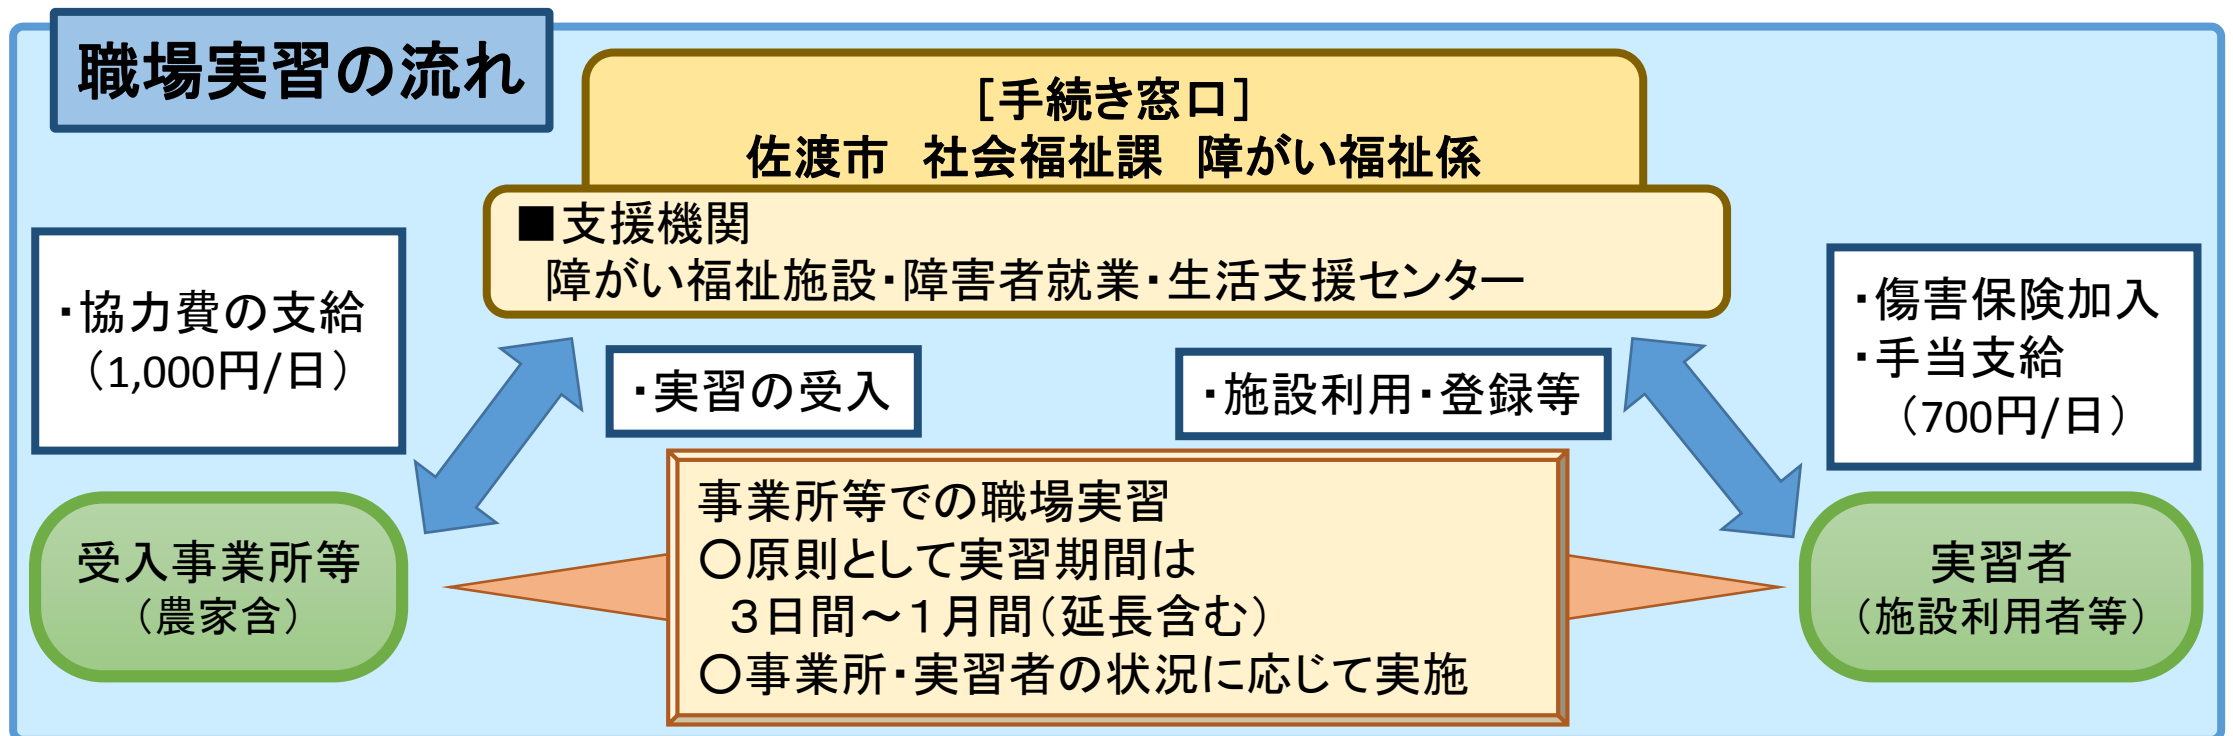 職場実習の流れ
［手続き窓口］
佐渡市　社会福祉課　障がい福祉係
■支援機関
障がい福祉施設・障害者就業・生活支援センター
・協力費の支給
（1,000円/日）
・実習の受入
・施設利用・登録等
・傷害保険加入
・手当支給
（700円/日）
受入事業所等
（農家含）
事業所等での職場実習
〇原則として実習期間は
３日間～１月間（延長含む）
〇事業所・実習者の状況に応じて実施
実習者
（施設利用者等）